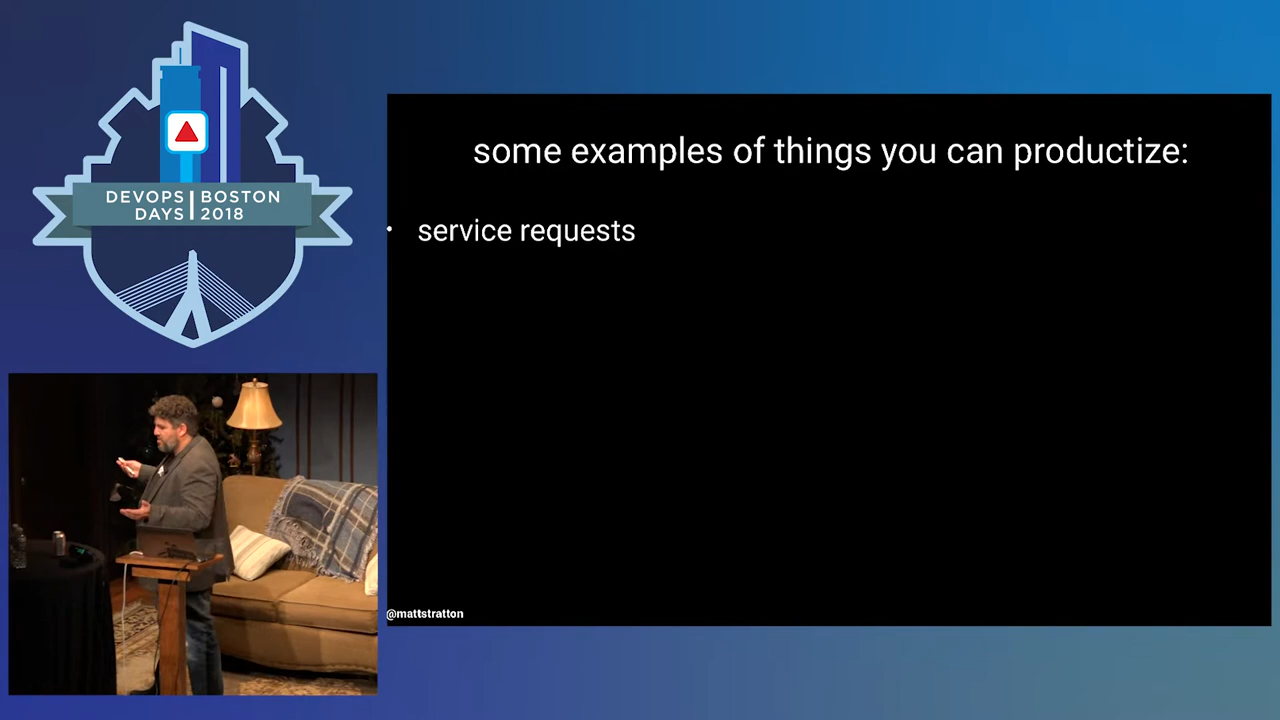 DEVOPS BOSTON
DAYS 2018
some examples of things you can productize:
• service requests
@mattstratton